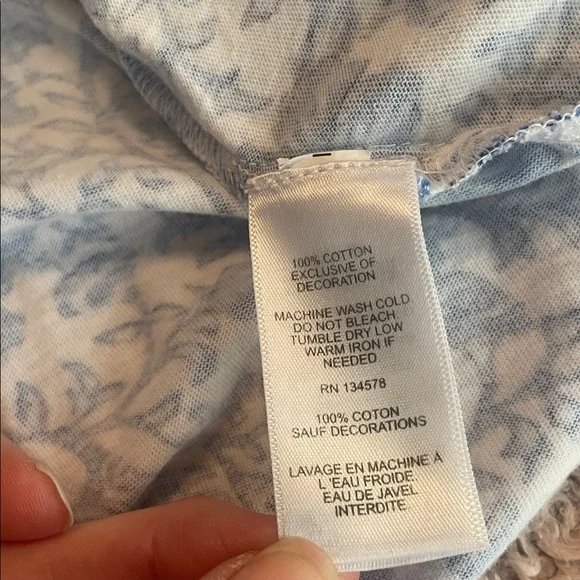 100% COTTON
EXCLUSIVE OF
DECORATION
MACHINE WASH COLD
DO NOT BLEACH
TUMBLE DRY LOW
WARM IRON IF
NEEDED
RN 134578
100% COTON
SAUF DECORATIONS
LAVAGE EN MACHINE À
L'EAU FROIDE.
EAU DE JAVEL
INTERDITE.